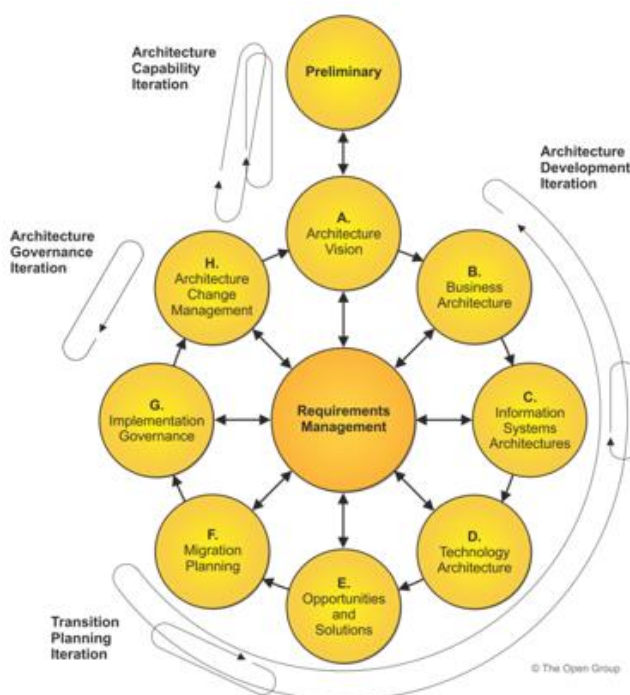 Architecture
Capability
Iteration
Preliminary
Architecture
Development
Iteration
A.
Architecture
Vision
Architecture
Governance
Iteration
H.
Architecture
Change
Management
B.
Business
Architecture
G.
Implementation
Governance
Requirements
Management
C.
Information
Systems
Architectures
F.
Migration
Planning
D.
Technology
Architecture
E.
Opportunities
and
Solutions
Transition
Planning
Iteration
© The Open Group